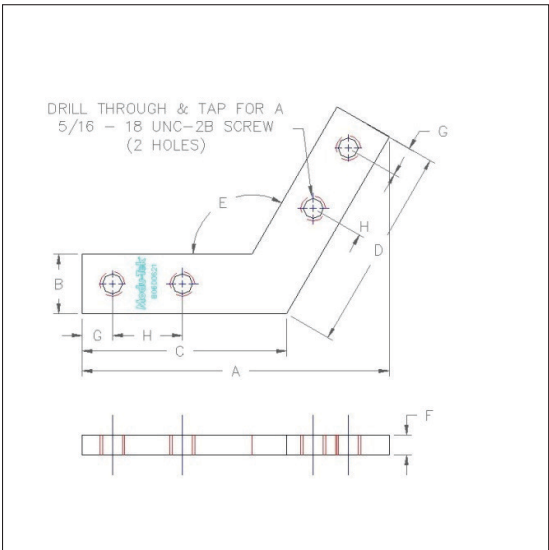 DRILL THROUGH & TAP FOR A
5/16 - 18 UNC-2B SCREW
(2 HOLES)
G
E
H
D
B
G
H
C
A
F